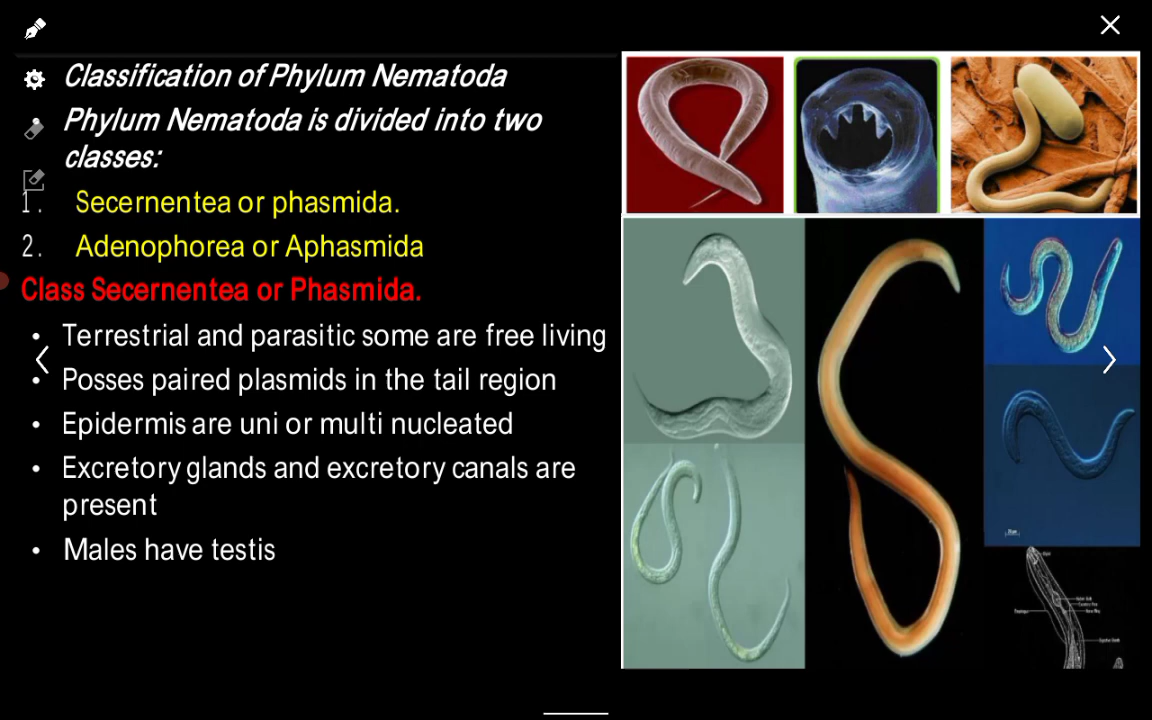 Classification of Phylum Nematoda
Phylum Nematoda is divided into two
classes:
1. Secernentea or phasmida.
2. Adenophorea or Aphasmida
Class Secernentea or Phasmida.
• Terrestrial and parasitic some are free living
• Posses paired plasmids in the tail region
• Epidermis are uni or multi nucleated
• Excretory glands and excretory canals are
present
• Males have testis